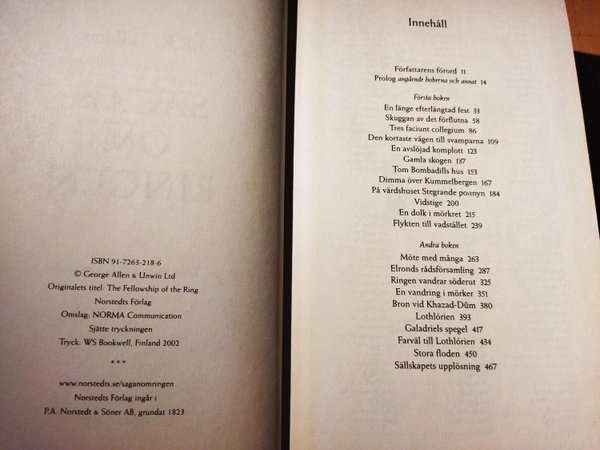 ISBN 91-7263-218-6
© George Allen & Unwin Ltd
Originalets titel: The Fellowship of the Ring
Norstedts Förlag
Omslag: NORMA Communication
Sjätte tryckningen
Tryck: WS Bookwell, Finland 2002
***
www.norstedts.se/saganomringen
Norstedts Förlag ingår i
P.A. Norstedt & Söner AB, grundat 1823
Innehåll
Författarens förord 11
Prolog angående hoberna och annat 14
Första boken
En länge efterlängtad fest 33
Skuggan av det förflutna 58
Tres faciunt collegium 86
Den kortaste vägen till svamparna 109
En avslöjad komplott 123
Gamla skogen 137
Tom Bombadills hus 153
Dimma över Kummelbergen 167
På värdshuset Stegrande ponnyn 184
Vidstige 200
En dolk i mörkret 215
Flykten till vadstället 239
Andra boken
Möte med många 263
Elronds rådsförsamling 287
Ringen vandrar söderut 325
En vandring i mörker 351
Bron vid Khazad-Dûm 380
Lothlórien 393
Galadriels spegel 417
Farväl till Lothlórien 434
Stora floden 450
Sällskapets upplösning 467